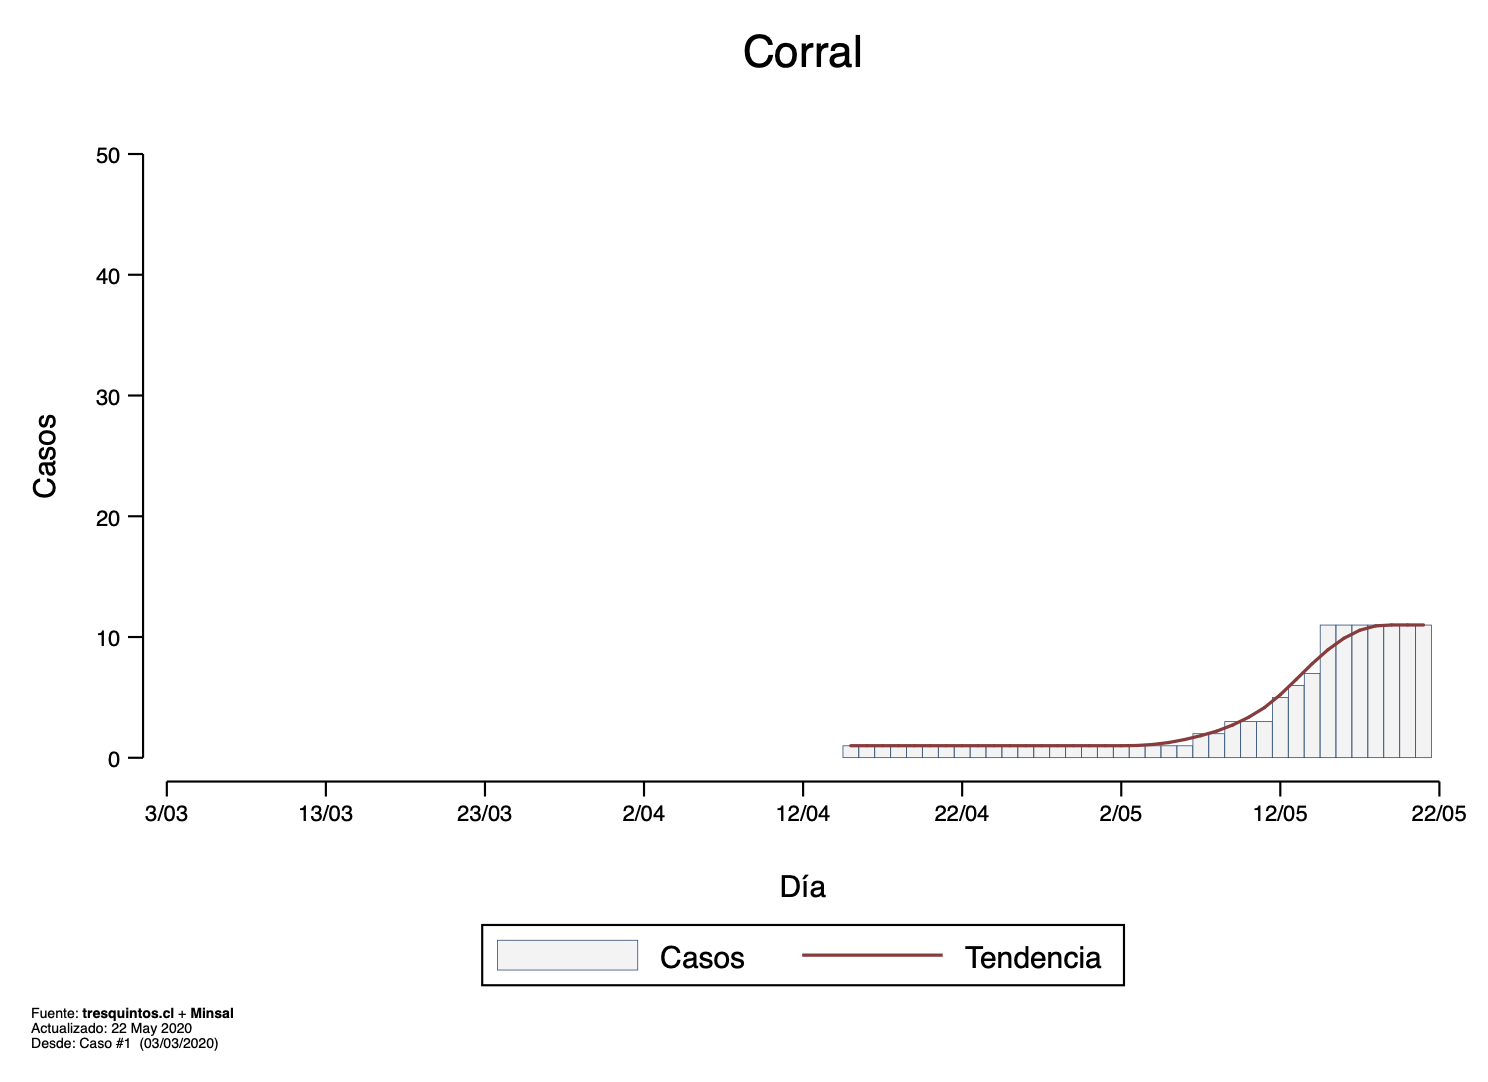 Corral
50
40
30
20
10
0
Casos
3/03 13/03 23/03 2/04 12/04 22/04 2/05 12/05 22/05
Día
Casos Tendencia
Fuente: tresquintos.cl + Minsal
Actualizado: 22 May 2020
Desde: Caso #1 (03/03/2020)